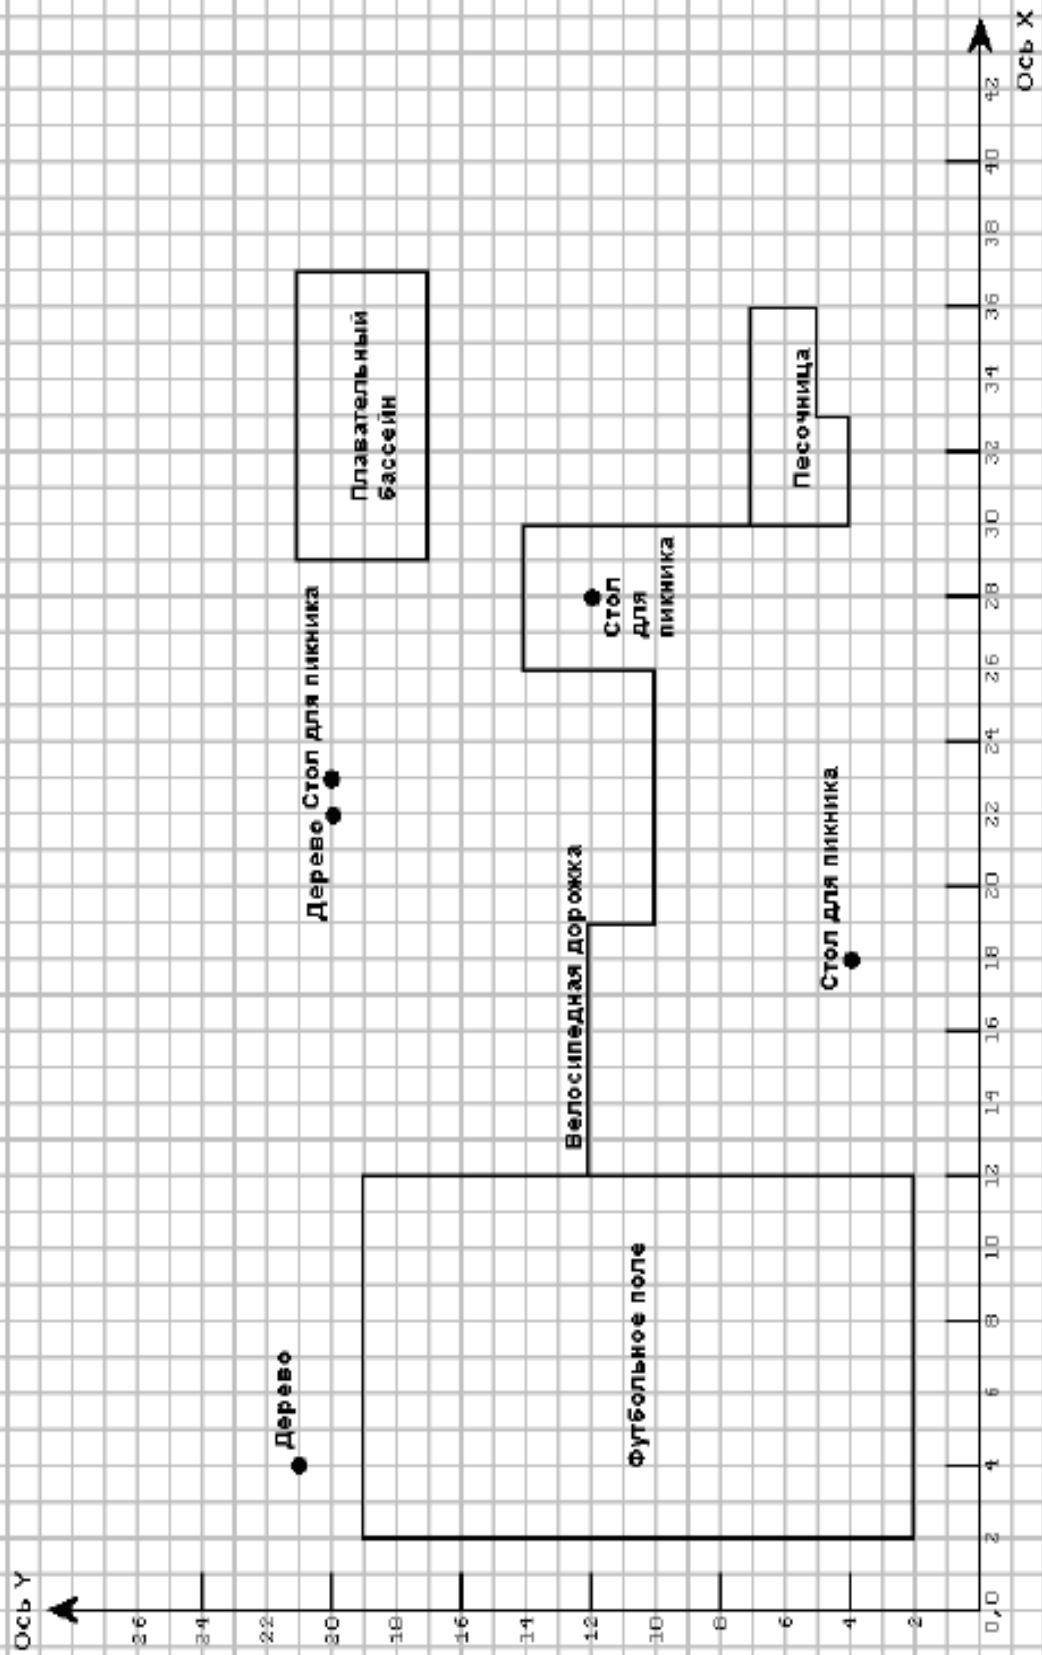 Ось Y
26
24
22
20
18
16
14
12
10
8
6
4
2
0,0
2
4
6
8
10
12
14
16
18
20
22
24
26
28
30
32
34
36
38
40
42
Ось X
Дерево
Дерево
Стол для пикника
Плавательный
бассейн
Футбольное поле
Велосипедная дорожка
Стол
для
пикника
Стол для пикника
Песочница